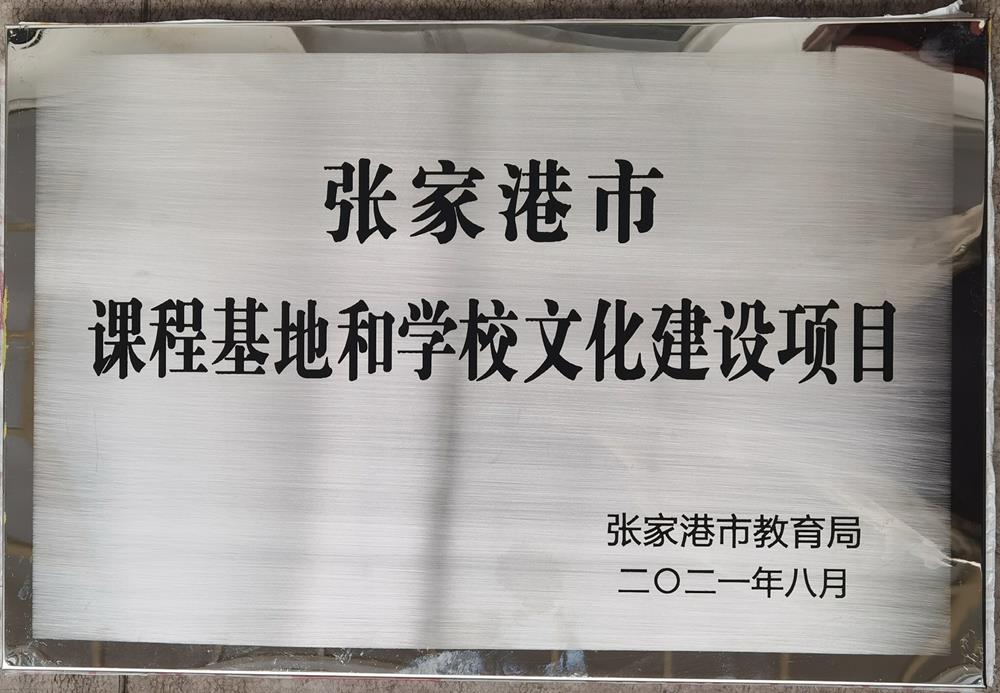 张家港市
课程基地和学校文化建设项目
张家港市教育局
二〇二一年八月